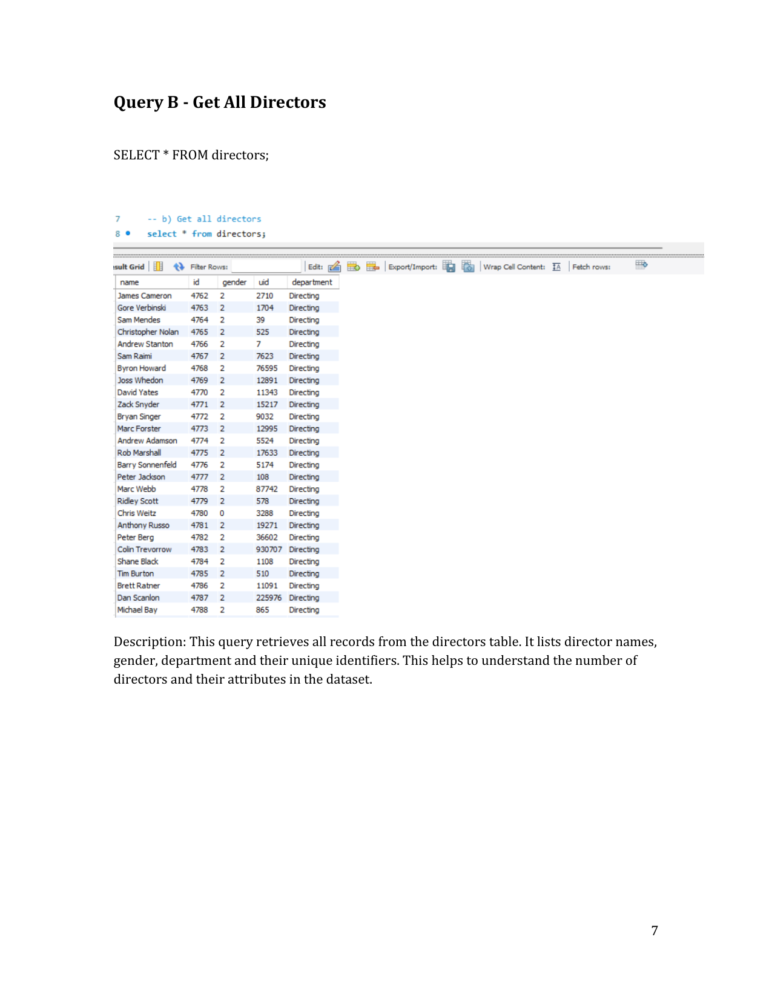 Query B - Get All Directors
SELECT * FROM directors;
7 -- b) Get all directors
8 select * from directors;
sult Grid Filter Rows: Edit: Export/Import: Wrap Cell Content: Fetch rows:
name id gender uid department
James Cameron 4762 2 2710 Directing
Gore Verbinski 4763 2 1704 Directing
Sam Mendes 4764 2 39 Directing
Christopher Nolan 4765 2 525 Directing
Andrew Stanton 4766 2 7 Directing
Sam Raimi 4767 2 7623 Directing
Byron Howard 4768 2 76595 Directing
Joss Whedon 4769 2 12891 Directing
David Yates 4770 2 11343 Directing
Zack Snyder 4771 2 15217 Directing
Bryan Singer 4772 2 9032 Directing
Marc Forster 4773 2 12995 Directing
Andrew Adamson 4774 2 5524 Directing
Rob Marshall 4775 2 17633 Directing
Barry Sonnenfeld 4776 2 5174 Directing
Peter Jackson 4777 2 108 Directing
Marc Webb 4778 2 87742 Directing
Ridley Scott 4779 2 578 Directing
Chris Weitz 4780 0 3288 Directing
Anthony Russo 4781 2 19271 Directing
Peter Berg 4782 2 36602 Directing
Colin Trevorrow 4783 2 930707 Directing
Shane Black 4784 2 1108 Directing
Tim Burton 4785 2 510 Directing
Brett Ratner 4786 2 11091 Directing
Dan Scanlon 4787 2 225976 Directing
Michael Bay 4788 2 865 Directing
Description: This query retrieves all records from the directors table. It lists director names,
gender, department and their unique identifiers. This helps to understand the number of
directors and their attributes in the dataset.
7